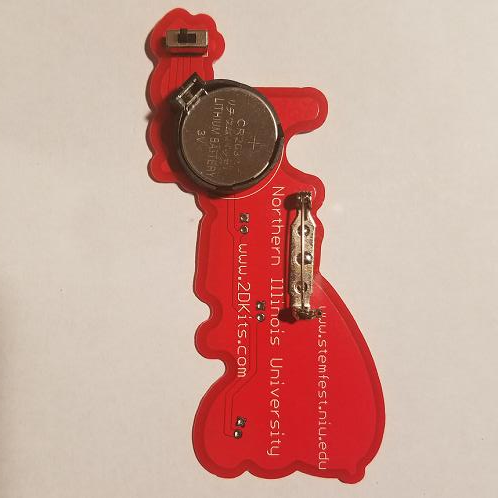 +
CR2032
LITHIUM BATTERY
3V
Northern Illinois University
www.2DKits.com
www.stemfest.niu.edu